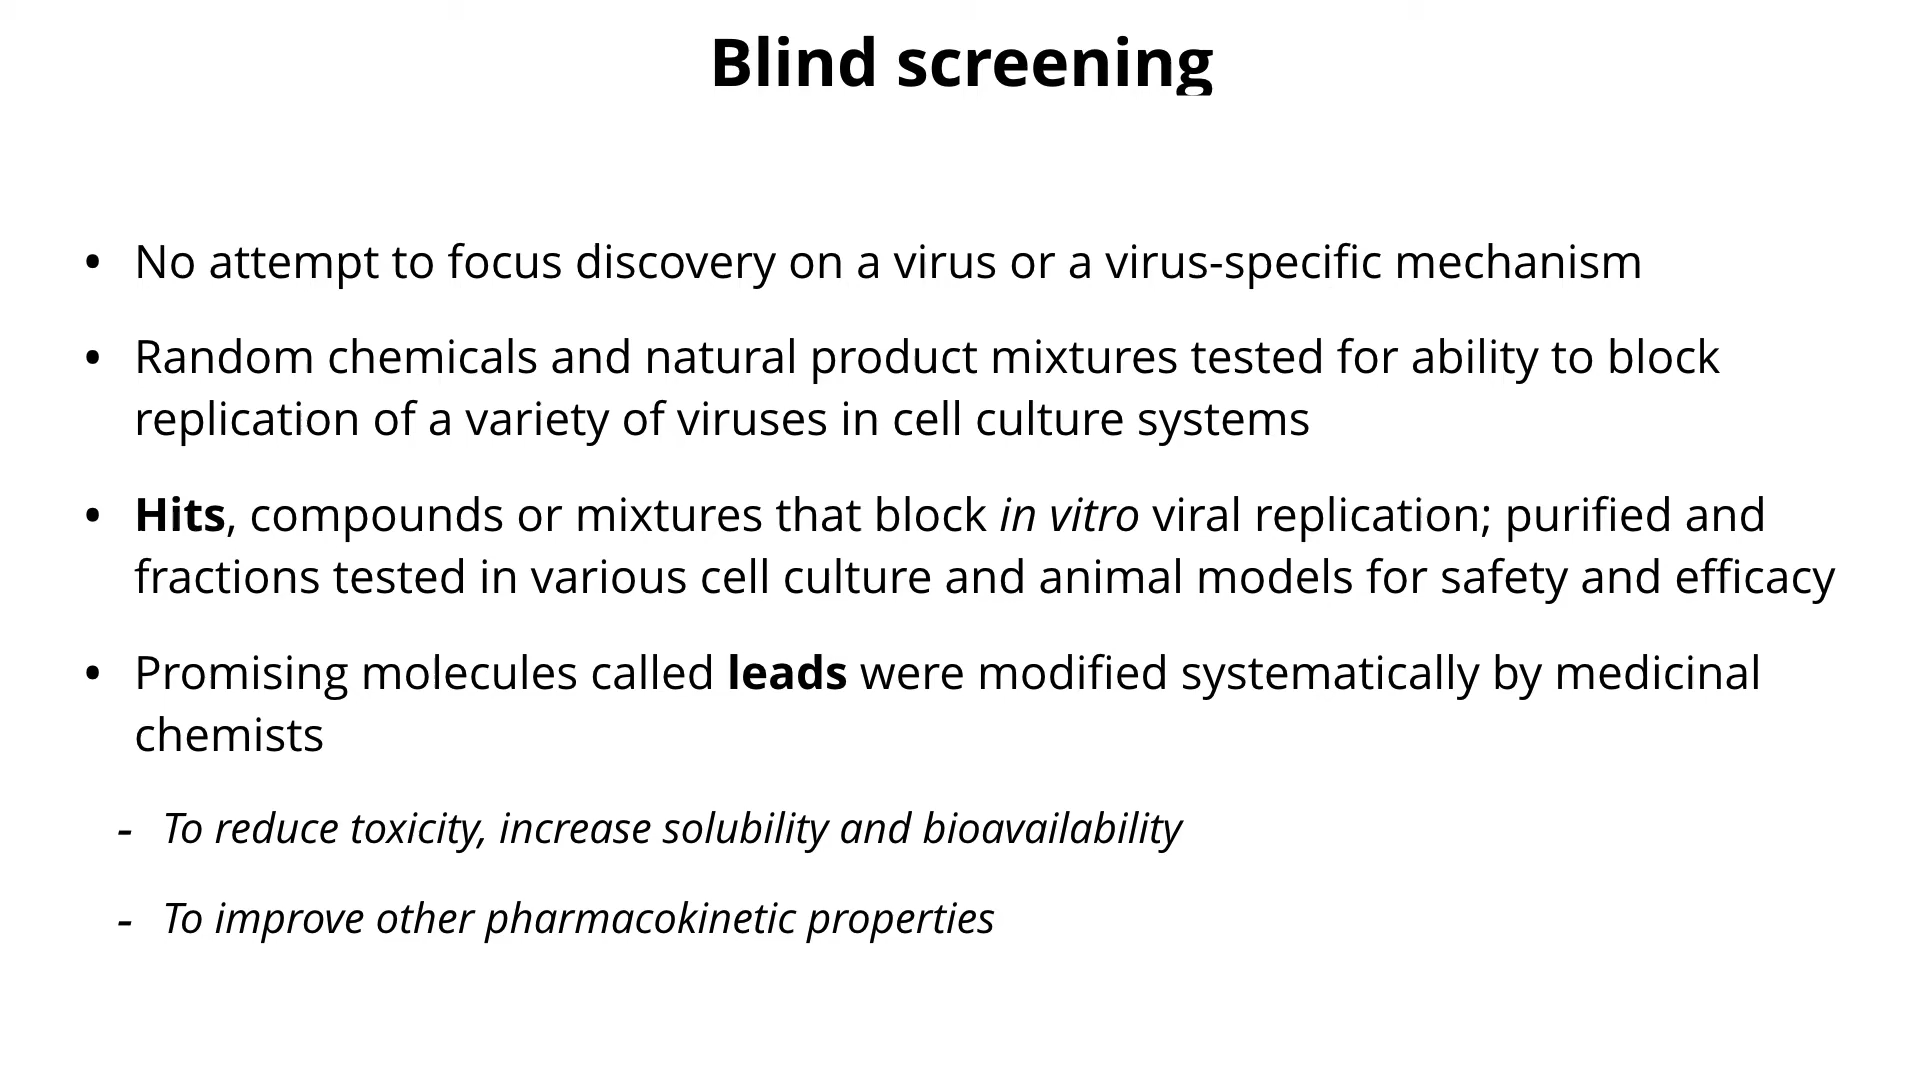 Blind screening
• No attempt to focus discovery on a virus or a virus-specific mechanism
• Random chemicals and natural product mixtures tested for ability to block
replication of a variety of viruses in cell culture systems
• Hits, compounds or mixtures that block in vitro viral replication; purified and
fractions tested in various cell culture and animal models for safety and efficacy
• Promising molecules called leads were modified systematically by medicinal
chemists
- To reduce toxicity, increase solubility and bioavailability
- To improve other pharmacokinetic properties